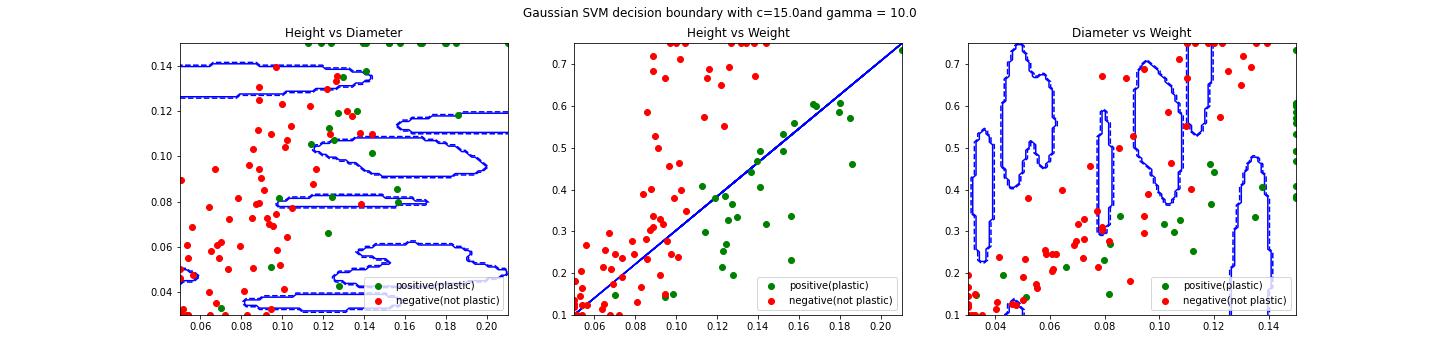 Gaussian SVM decision boundary with c=15.0and gamma = 10.0
Height vs Diameter
0.14
0.12
0.10
0.08
0.06
0.04
0.06 0.08 0.10 0.12 0.14 0.16 0.18 0.20
positive(plastic)
negative(not plastic)
Height vs Weight
0.7
0.6
0.5
0.4
0.3
0.2
0.1
0.06 0.08 0.10 0.12 0.14 0.16 0.18 0.20
positive(plastic)
negative(not plastic)
Diameter vs Weight
0.7
0.6
0.5
0.4
0.3
0.2
0.1
0.04 0.06 0.08 0.10 0.12 0.14
positive(plastic)
negative(not plastic)